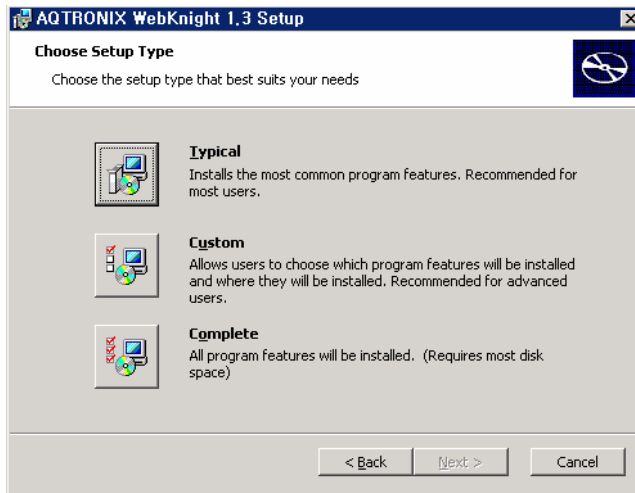 AQTRONIX WebKnight 1.3 Setup
Choose Setup Type
Choose the setup type that best suits your needs
Typical
Installs the most common program features. Recommended for
most users.
Custom
Allows users to choose which program features will be installed
and where they will be installed. Recommended for advanced
users.
Complete
All program features will be installed. (Requires most disk
space)
< Back
Next >
Cancel